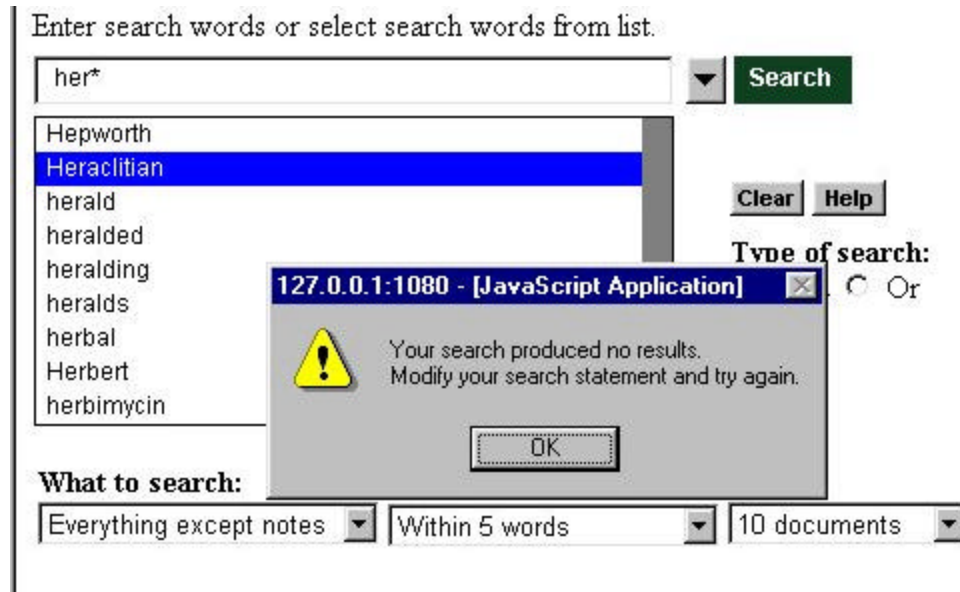 Enter search words or select search words from list.
her*
Search
Hepworth
Heraclitian
herald
heralded
heralding
heralds
herbal
Herbert
herbimycin
Clear Help
Type of search:
Or
127.0.0.1:1080 - [JavaScript Application]
Your search produced no results.
Modify your search statement and try again.
OK
What to search:
Everything except notes Within 5 words 10 documents